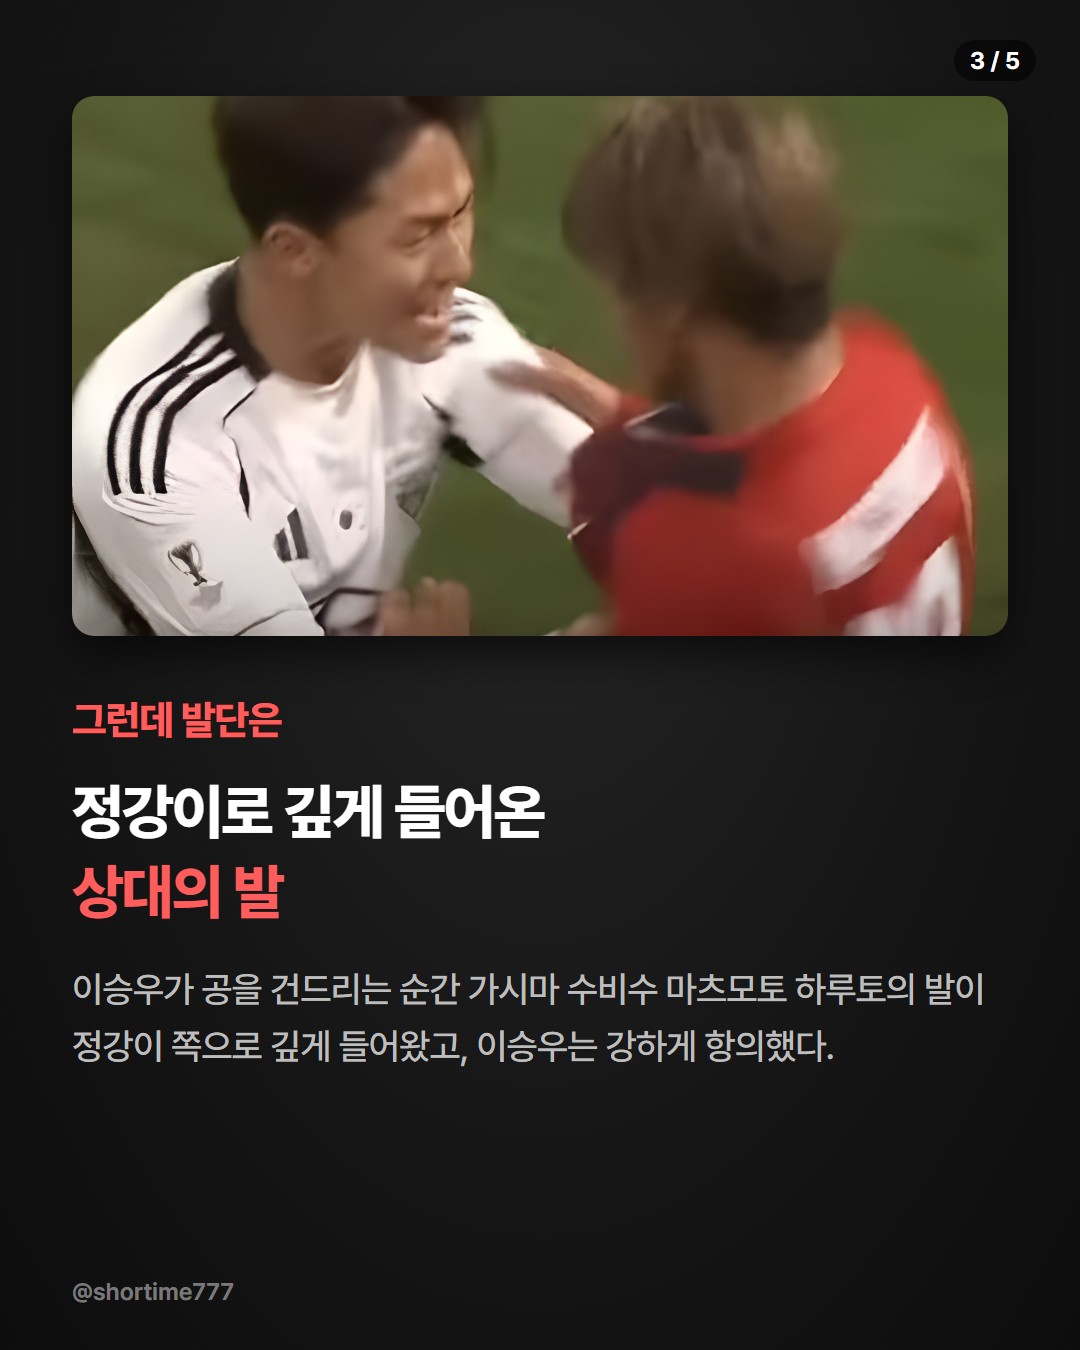 3 / 5
그런데 발단은
정강이로 깊게 들어온
상대의 발
이승우가 공을 건드리는 순간 가시마 수비수 마츠모토 하루토의 발이
정강이 쪽으로 깊게 들어왔고, 이승우는 강하게 항의했다.
@shortime777